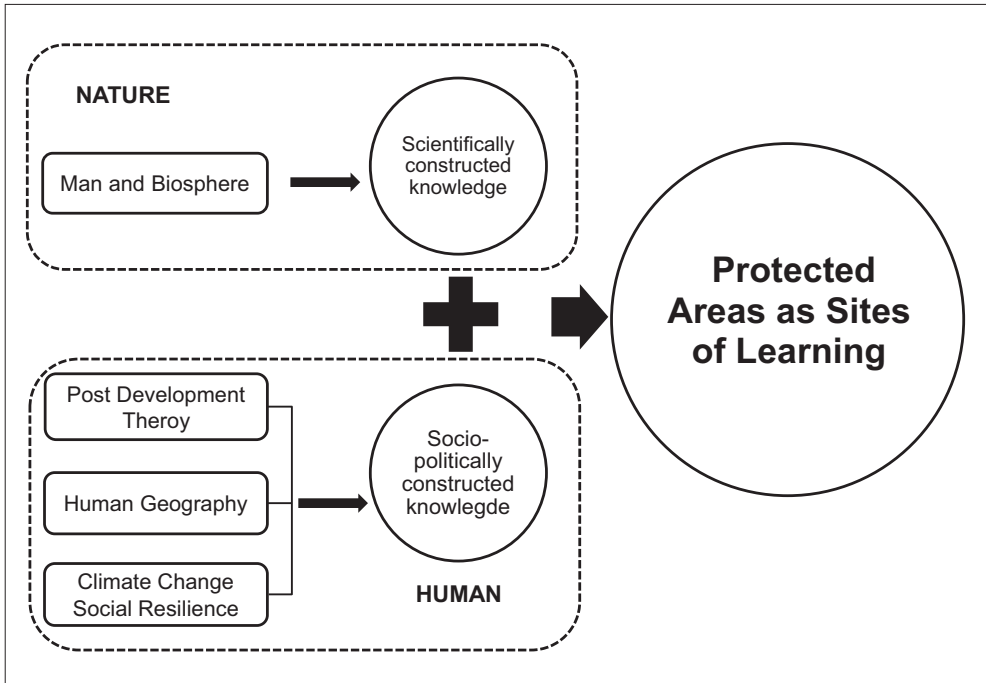 NATURE
Man and Biosphere
Scientifically
constructed
knowledge
Protected
Areas as Sites
of Learning
Post Development
Theroy
Human Geography
Climate Change
Social Resilience
Socio-
politically
constructed
knowlegde
HUMAN